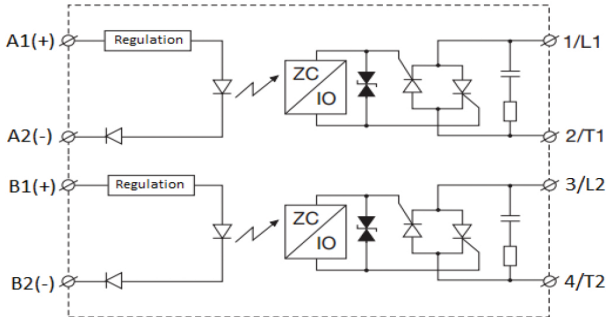 A1(+) Regulation 1/L1
ZC
IO
A2(-) 2/T1
B1(+) Regulation 3/L2
ZC
IO
B2(-) 4/T2